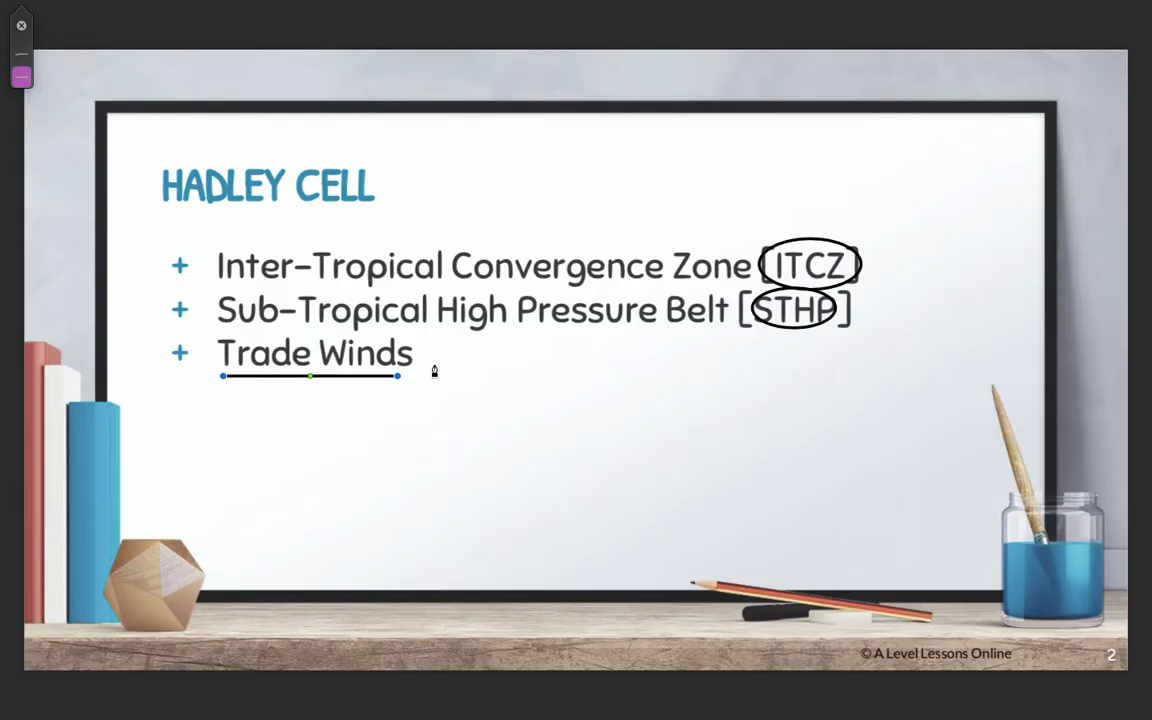 HADLEY CELL
+ Inter-Tropical Convergence Zone [ITCZ]
+ Sub-Tropical High Pressure Belt [STHP]
+ Trade Winds
© A Level Lessons Online
2